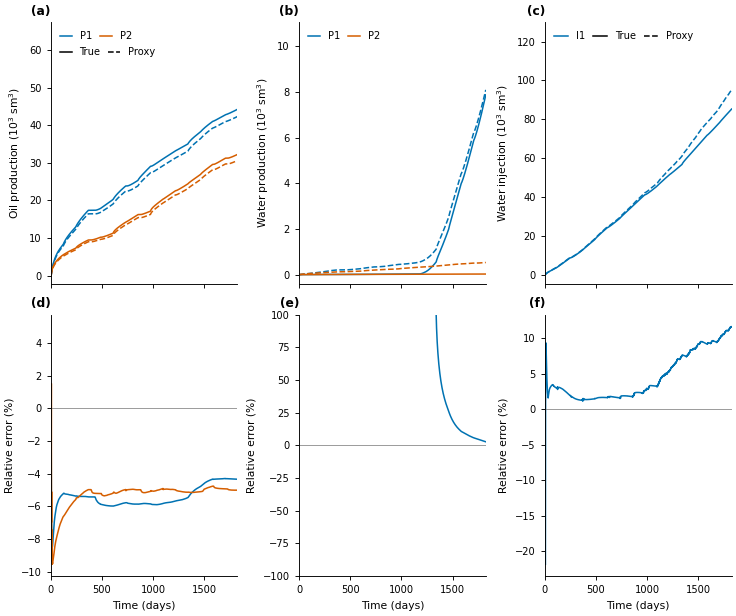 (a)
P1 P2
True Proxy
Oil production (10³ sm³)
60
50
40
30
20
10
0
(b)
P1 P2
Water production (10³ sm³)
10
8
6
4
2
0
(c)
I1 True Proxy
Water injection (10³ sm³)
120
100
80
60
40
20
0
(d)
Relative error (%)
4
2
0
−2
−4
−6
−8
−10
0 500 1000 1500
Time (days)
(e)
Relative error (%)
100
75
50
25
0
−25
−50
−75
−100
0 500 1000 1500
Time (days)
(f)
Relative error (%)
10
5
0
−5
−10
−15
−20
0 500 1000 1500
Time (days)